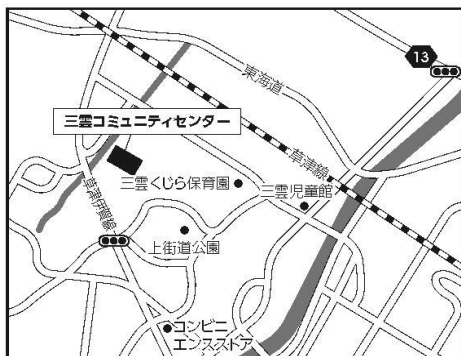 13
東海道
三雲コミュニティセンター
草津線
三雲くじら保育園
三雲児童館
草津伊賀線
上街道公園
コンビニ
エンスストア